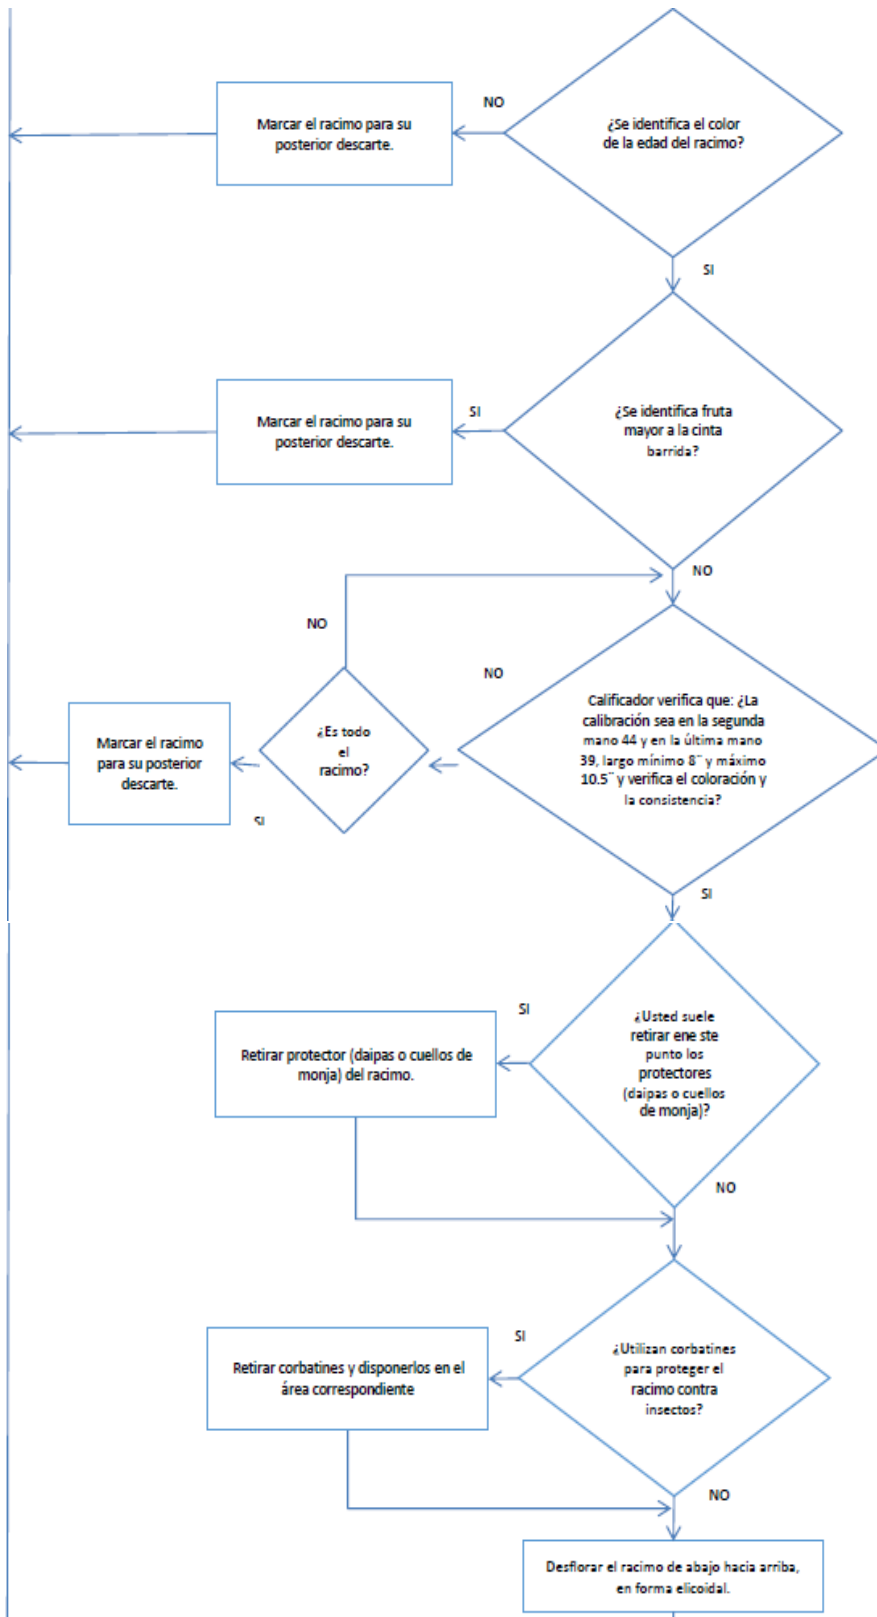 NO
Marcar el racimo para su
posterior descarte.
¿Se identifica el color
de la edad del racimo?
SI
¿Se identifica fruta
mayor a la cinta
barrida?
SI
Marcar el racimo para su
posterior descarte.
NO
NO
NO
Calificador verifica que: ¿La
calibración sea en la segunda
mano 44 y en la última mano
39, largo mínimo 8¨ y máximo
10.5¨ y verifica el coloración y
la consistencia?
¿Es todo
el
racimo?
Marcar el racimo
para su posterior
descarte.
SI
SI
SI
¿Usted suele
retirar ene ste
punto los
protectores
(daipas o cuellos
de monja)?
Retirar protector (daipas o cuellos de
monja) del racimo.
NO
SI
¿Utilizan corbatines
para proteger el
racimo contra
insectos?
Retirar corbatines y disponerlos en el
área correspondiente
NO
Desflorar el racimo de abajo hacia arriba,
en forma elicoidal.